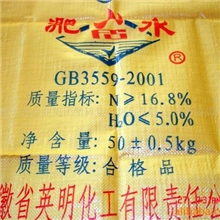 淝水
R
GB3559-2001
质量指标: N≥16.8%
H₂O≤5.0%
净含量: 50±0.5kg
质量等级: 合格品
徽省英明化工有限责任